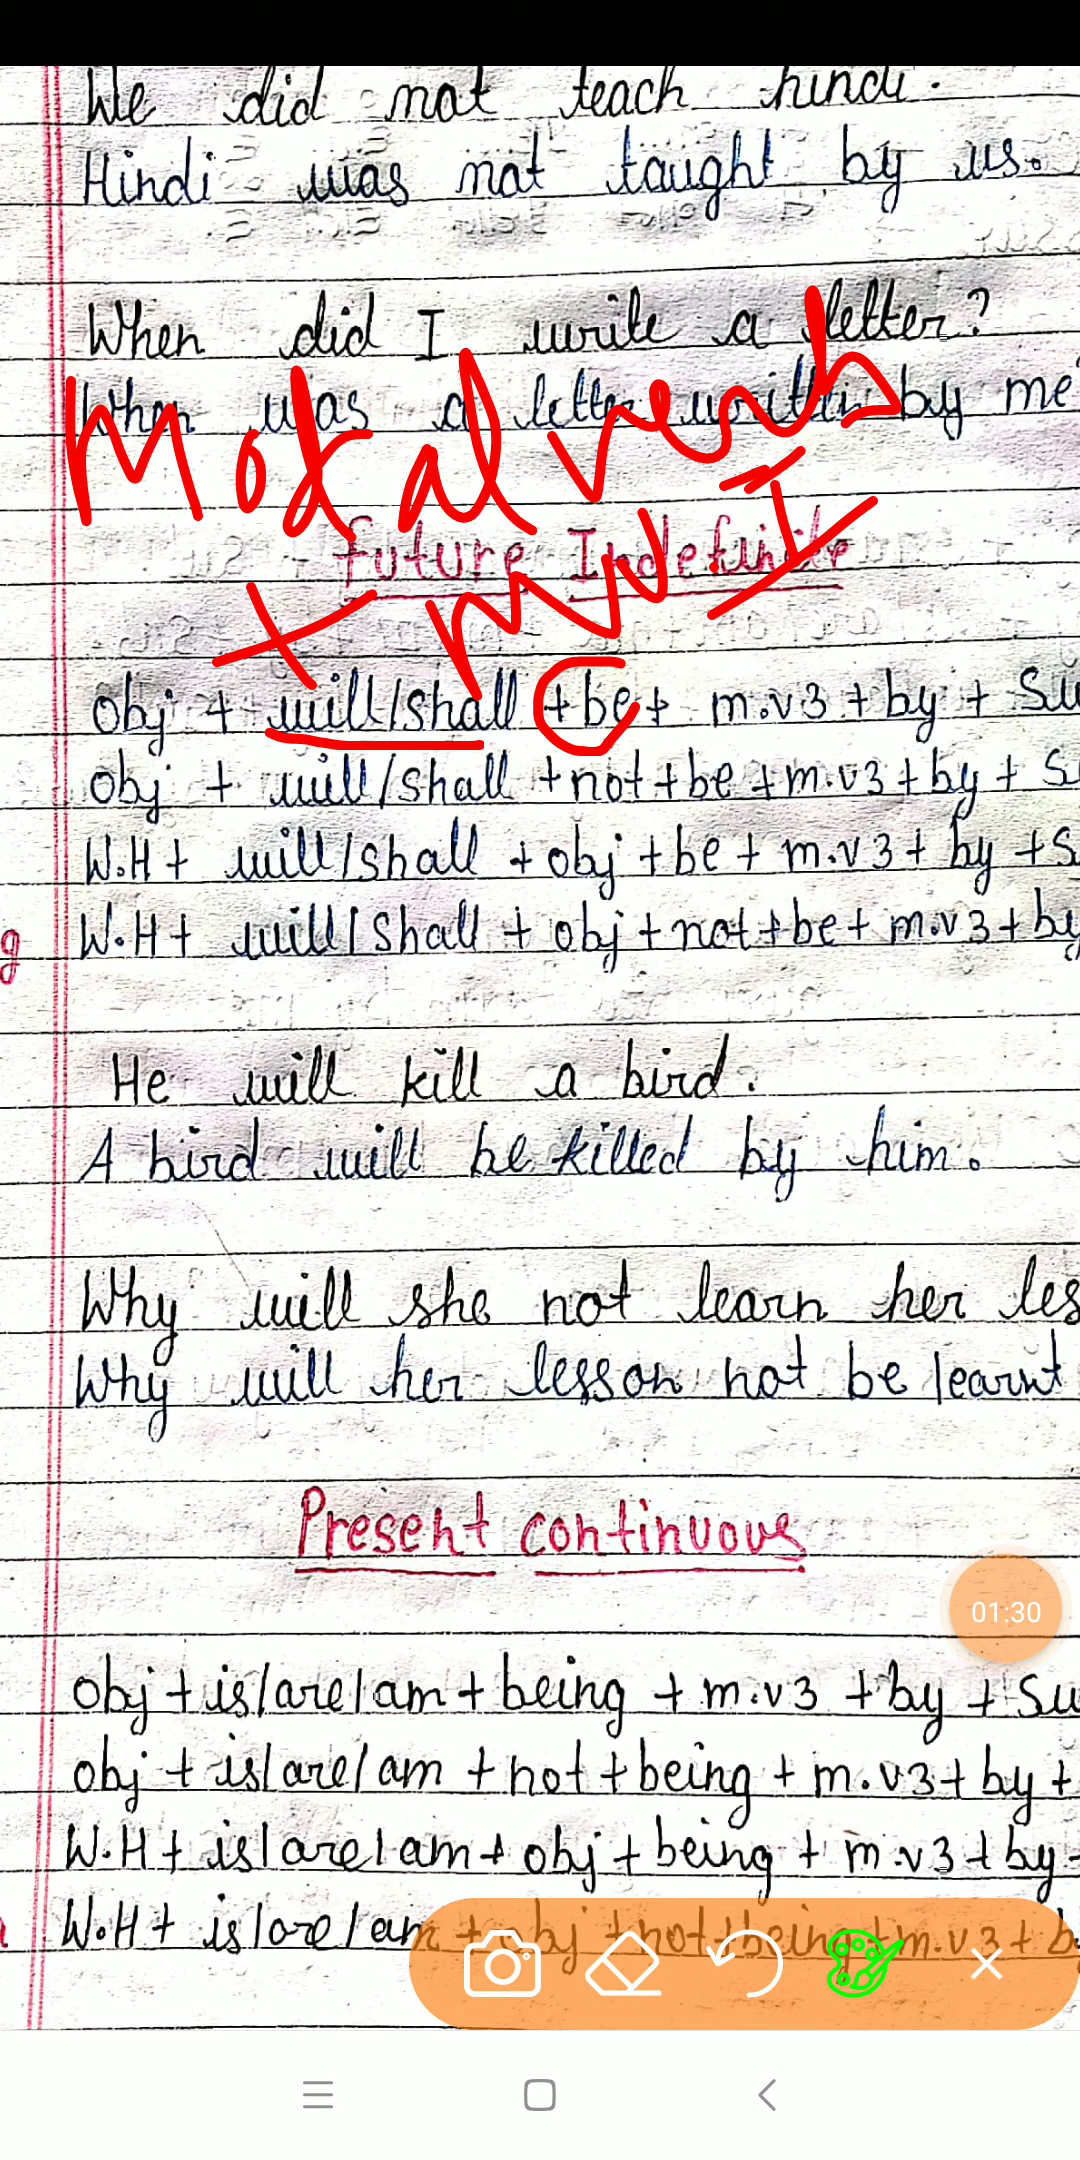 We did not teach hindi.
Hindi was not taught by us.
When did I write a letter?
When was a letter written by me
Modal verb
+ MV I
Future Indefinite
Obj + will/shall +be+ m.v3 + by + Su
obj + will/shall +not+be+m.v3+by+ S
W.H+ will/shall + obj +be+ m.v3+ by +S
g W.H+ will/shall + obj +not+be+ m.v3+by
He will kill a bird.
A bird will be killed by him.
Why will she not learn her les
Why will her lesson not be learnt
Present continuous
obj + is/are/am + being + m.v3 + by + Su
obj + is/are/am + not + being + m.v3+ by +
W.H+ is/are/am+ obj + being + m.v3 + by
W.H+ is/are/am + obj +not+being+m.v3 + b
01:30